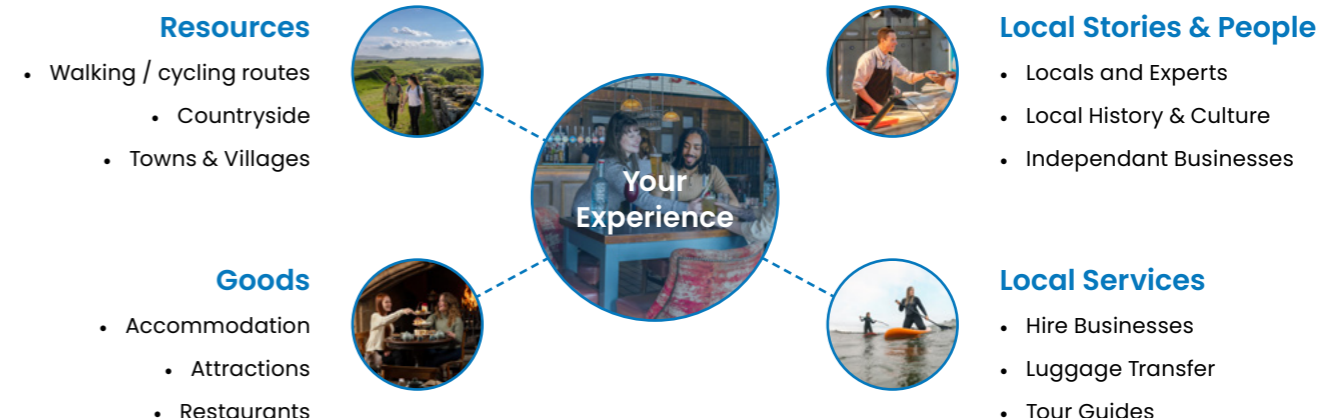 Resources
• Walking / cycling routes
• Countryside
• Towns & Villages
Your
Experience
Local Stories & People
• Locals and Experts
• Local History & Culture
• Independant Businesses
Goods
• Accommodation
• Attractions
• Restaurants
Local Services
• Hire Businesses
• Luggage Transfer
• Tour Guides